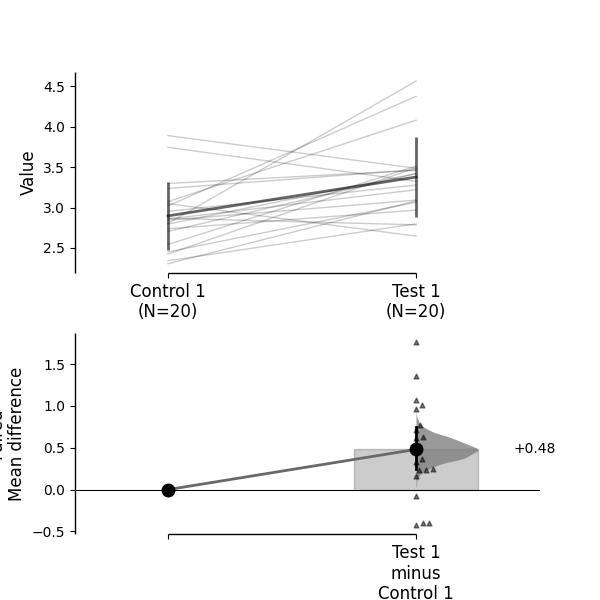 4.5
4.0
3.5
3.0
2.5
Value
Control 1
(N=20)
Test 1
(N=20)
1.5
1.0
0.5
0.0
−0.5
Mean difference
+0.48
Test 1
minus
Control 1